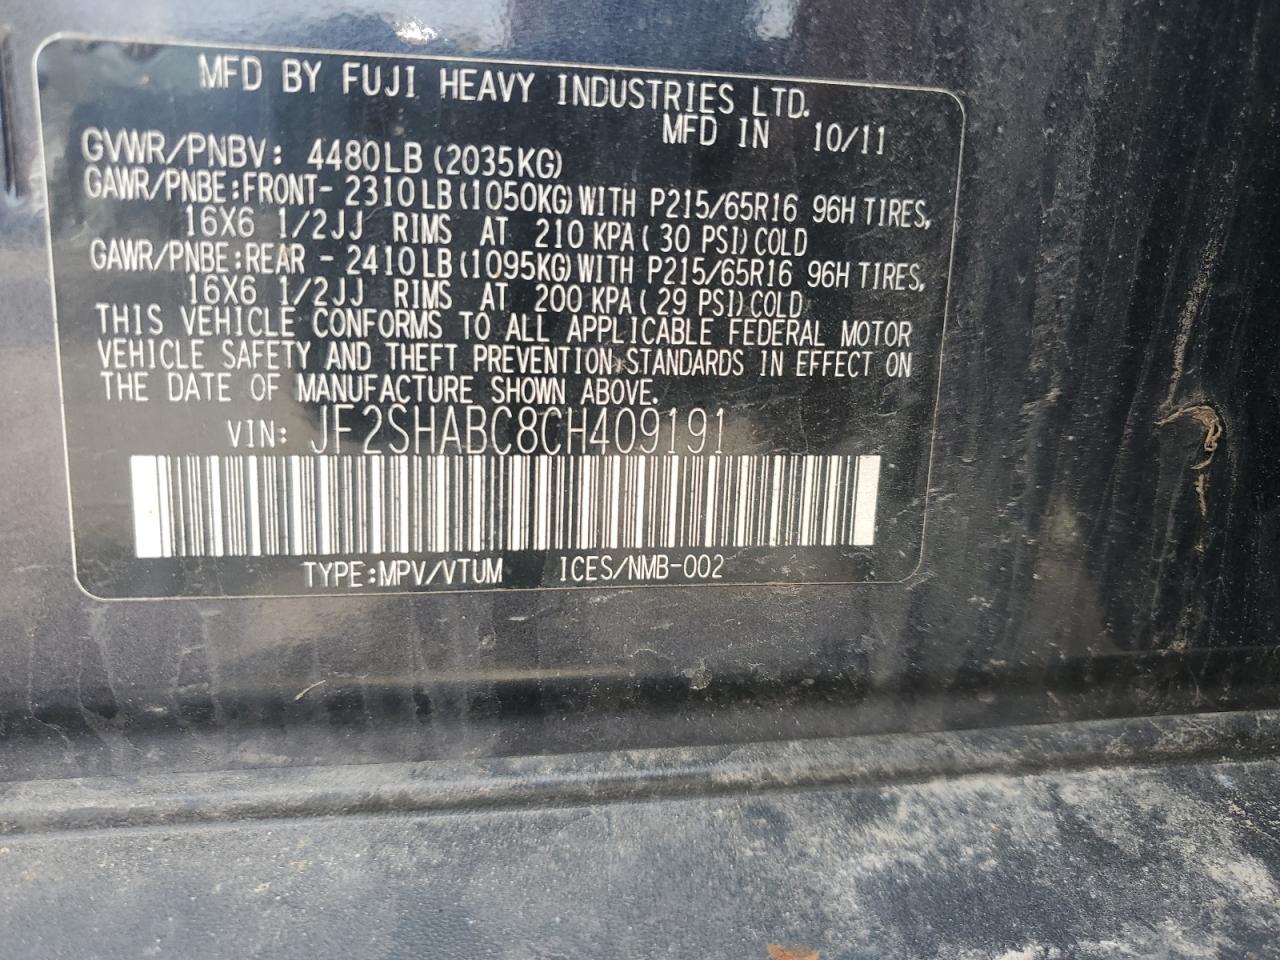 MFD BY FUJI HEAVY INDUSTRIES LTD.
MFD IN 10/11
GVWR/PNBV: 4480LB (2035KG)
GAWR/PNBE:FRONT- 2310LB(1050KG)WITH P215/65R16 96H TIRES,
16X6 1/2JJ RIMS AT 210 KPA( 30 PSI)COLD
GAWR/PNBE:REAR - 2410LB(1095KG)WITH P215/65R16 96H TIRES,
16X6 1/2JJ RIMS AT 200 KPA( 29 PSI)COLD
THIS VEHICLE CONFORMS TO ALL APPLICABLE FEDERAL MOTOR
VEHICLE SAFETY AND THEFT PREVENTION STANDARDS IN EFFECT ON
THE DATE OF MANUFACTURE SHOWN ABOVE.
VIN: JF2SHABC8CH409191
TYPE:MPV/VTUM ICES/NMB-002